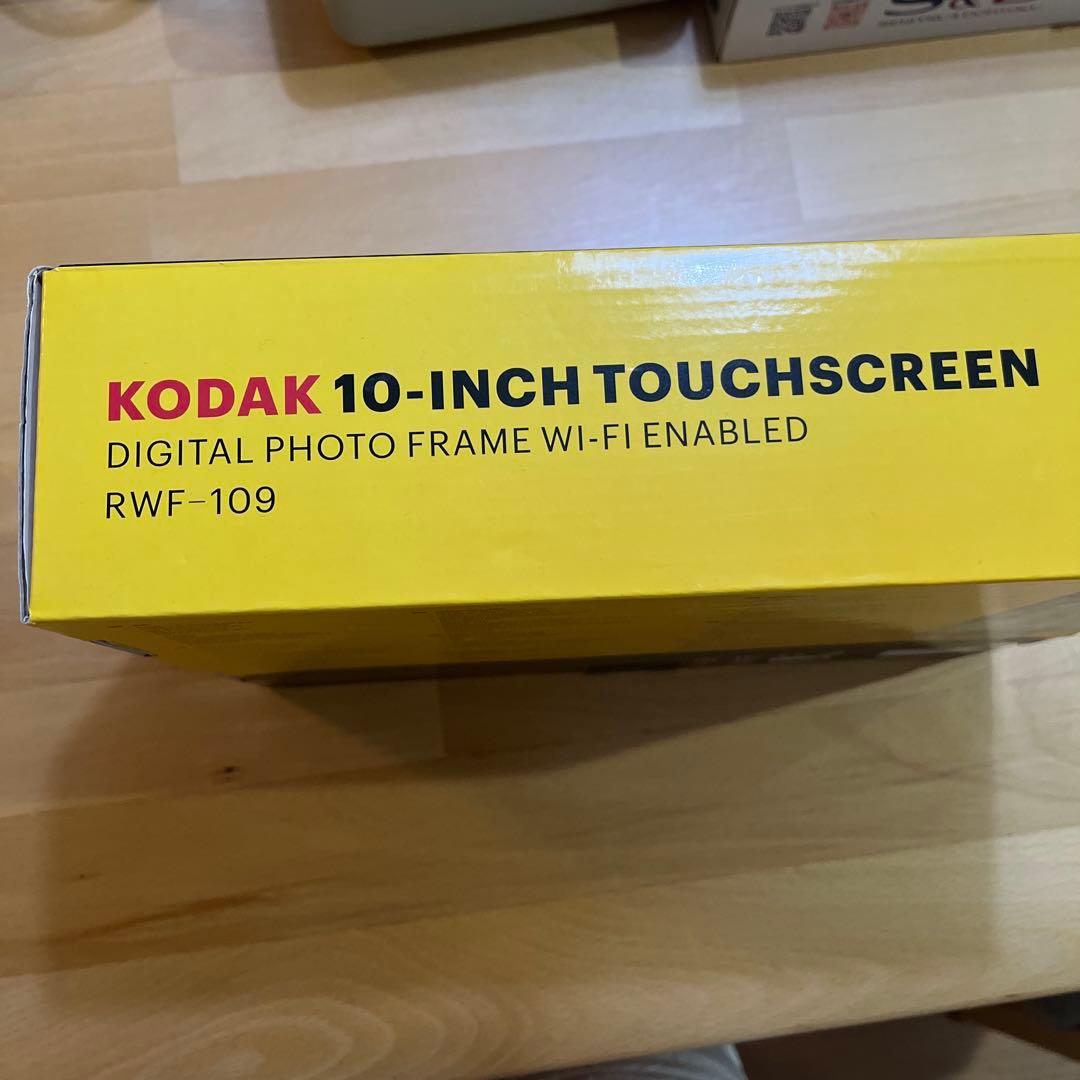 KODAK 10-INCH TOUCHSCREEN
DIGITAL PHOTO FRAME WI-FI ENABLED
RWF-109